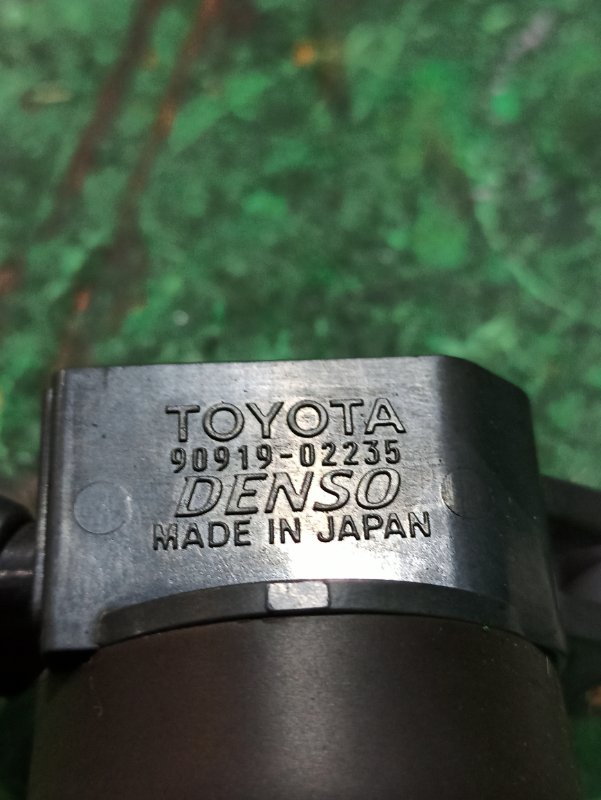 TOYOTA
90919-02235
DENSO
MADE IN JAPAN